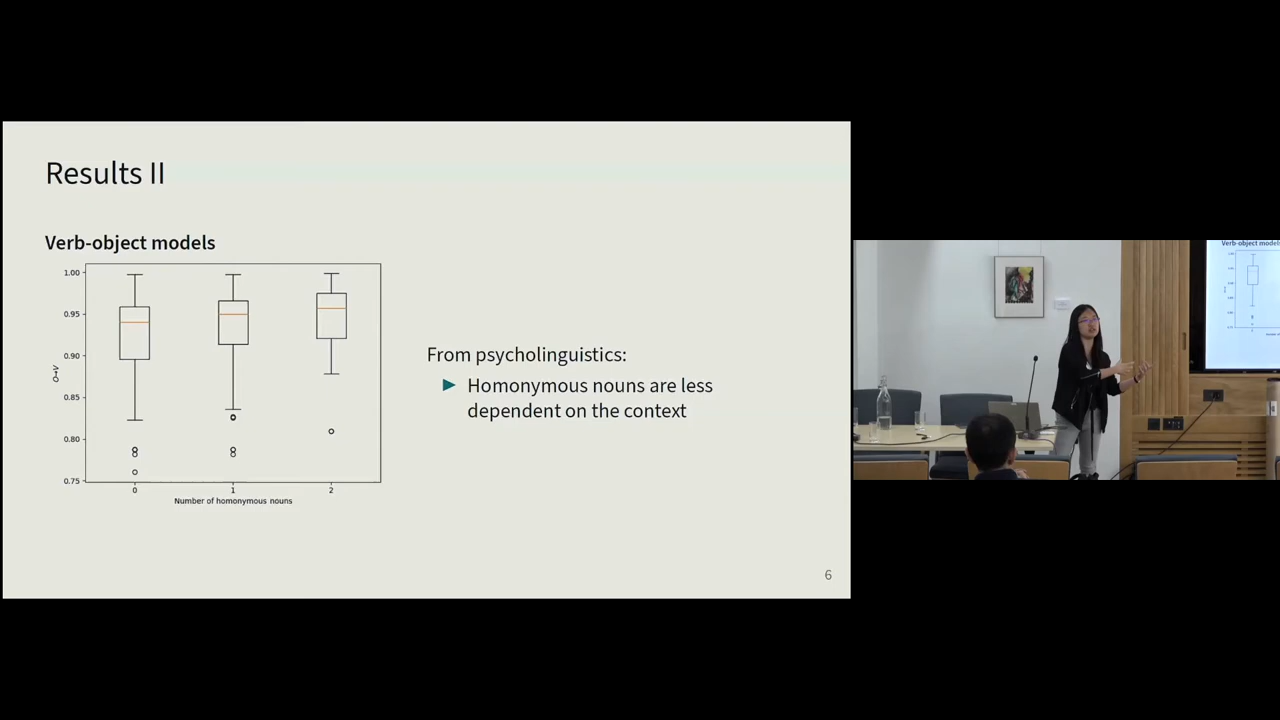 Results II
Verb-object models
1.00
0.95
0.90
0.85
0.80
0.75
O→V
0
1
2
Number of homonymous nouns
From psycholinguistics:
Homonymous nouns are less
dependent on the context
6
Verb-object models